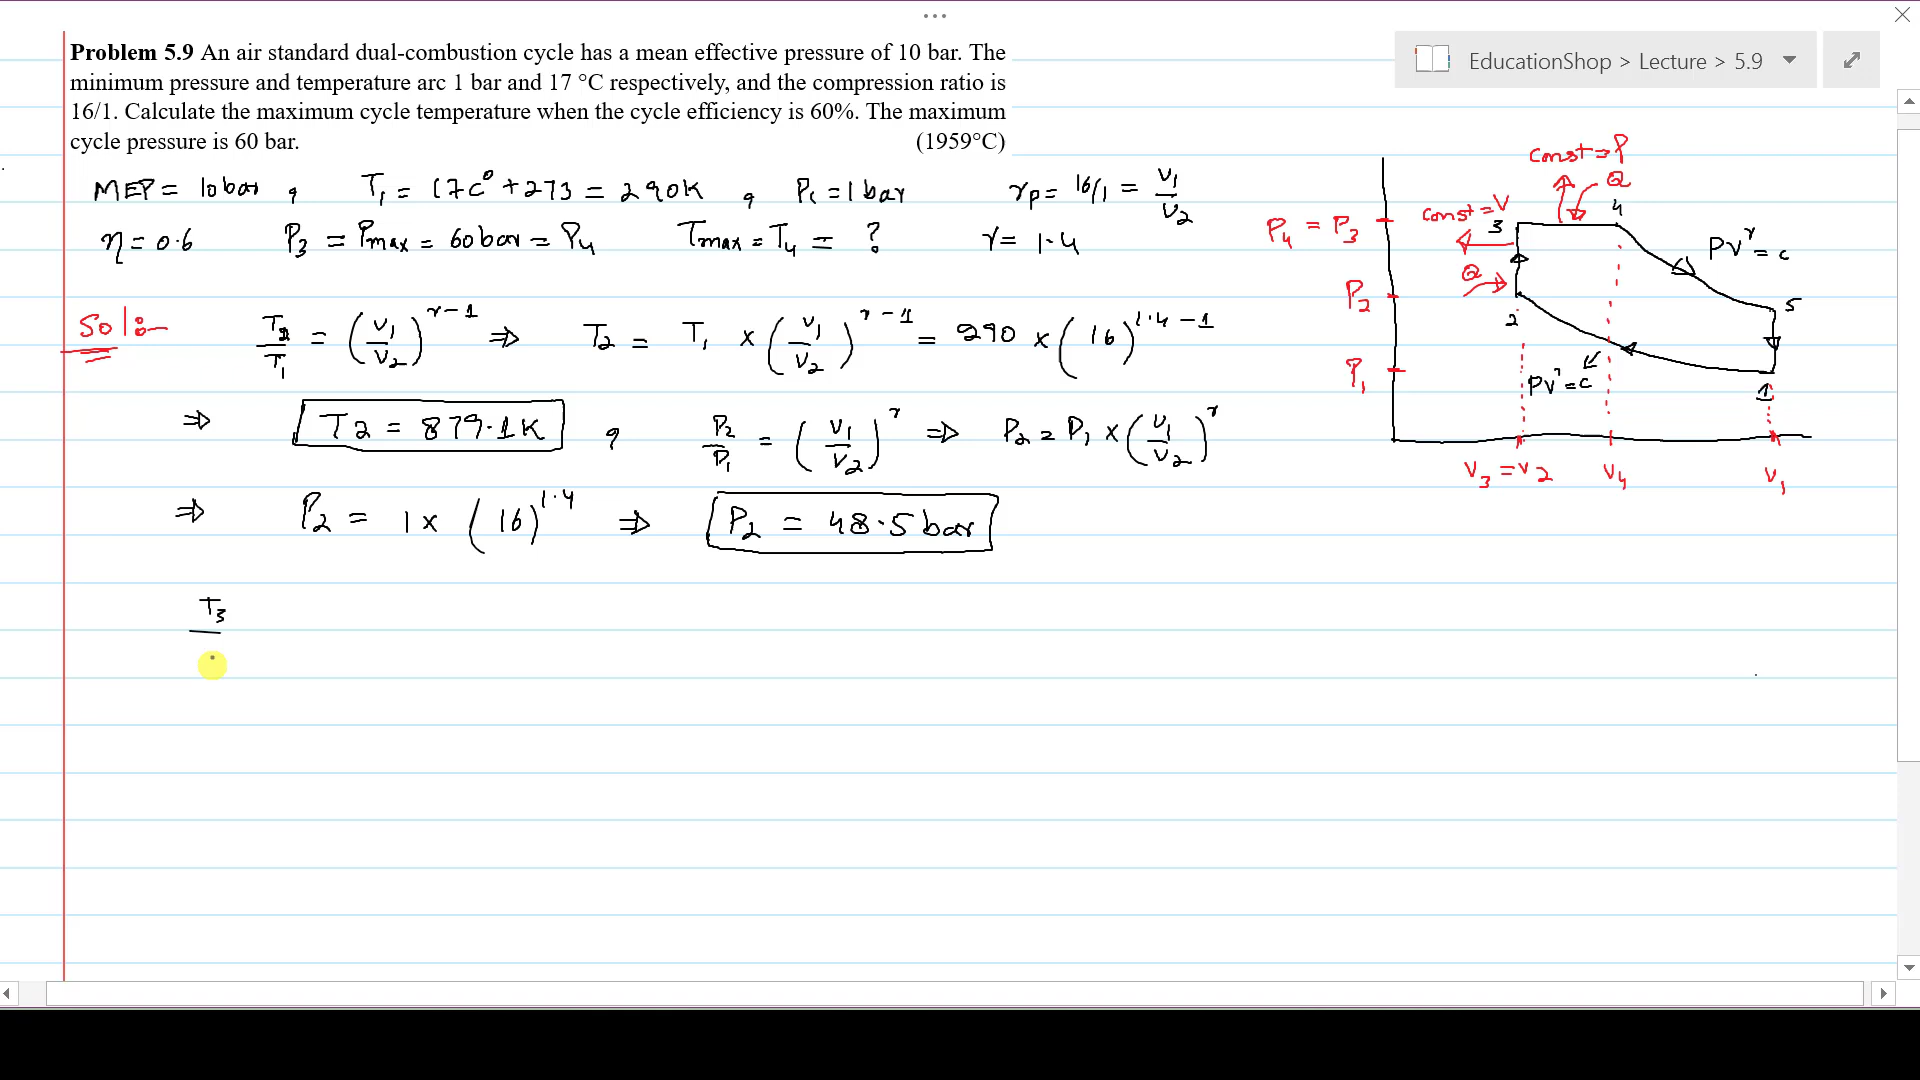 Problem 5.9 An air standard dual-combustion cycle has a mean effective pressure of 10 bar. The
minimum pressure and temperature arc 1 bar and 17 °C respectively, and the compression ratio is
16/1. Calculate the maximum cycle temperature when the cycle efficiency is 60%. The maximum
cycle pressure is 60 bar. (1959°C)
EducationShop > Lecture > 5.9
MEP = 10bar , T₁ = 17c° + 273 = 290K , P₁ = 1 bar rp = 16/1 = V₁/V₂
η = 0.6 P₃ = Pmax = 60bar = P₄ Tmax = T₄ = ? γ = 1.4
Sol:-
T₂/T₁ = (V₁/V₂)^γ-1 ⇒ T₂ = T₁ × (V₁/V₂)^γ-1 = 290 × (16)^1.4-1
⇒ T2 = 879.1K , P₂/P₁ = (V₁/V₂)^γ ⇒ P₂ = P₁ × (V₁/V₂)^γ
⇒ P₂ = 1 × (16)^1.4 ⇒ P₂ = 48.5 bar
T₃
const = P
Q
const = V
3
4
P₄ = P₃
PV^γ = c
Q
P₂
2
5
P₁
PV^γ = c
1
V₃ = V2
V₄
V₁